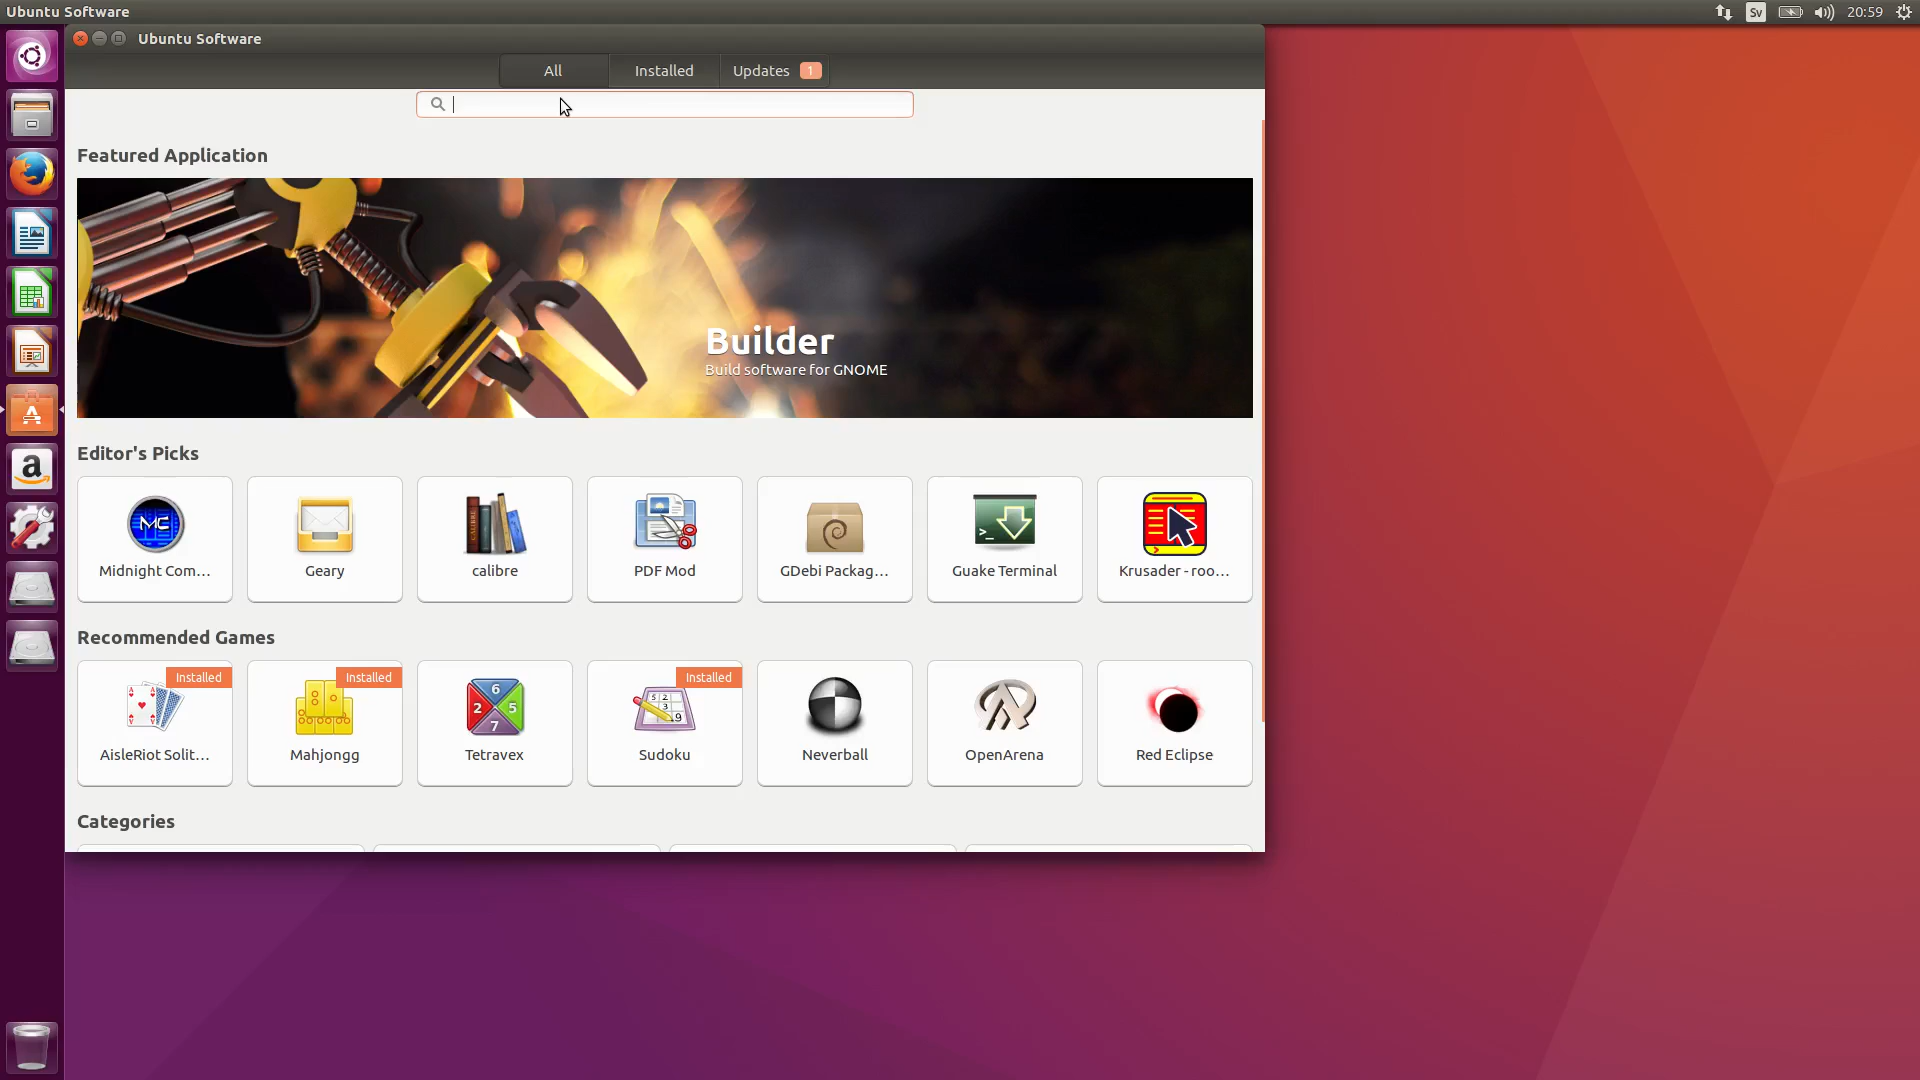 Ubuntu Software
Sv
20:59
Ubuntu Software
All
Installed
Updates 1
Featured Application
Builder
Build software for GNOME
Editor's Picks
MC
CALIBRE
Midnight Com...
Geary
calibre
PDF Mod
GDebi Packag...
Guake Terminal
Krusader - roo...
Recommended Games
Installed
Installed
Installed
AisleRiot Solit...
Mahjongg
Tetravex
Sudoku
Neverball
OpenArena
Red Eclipse
Categories